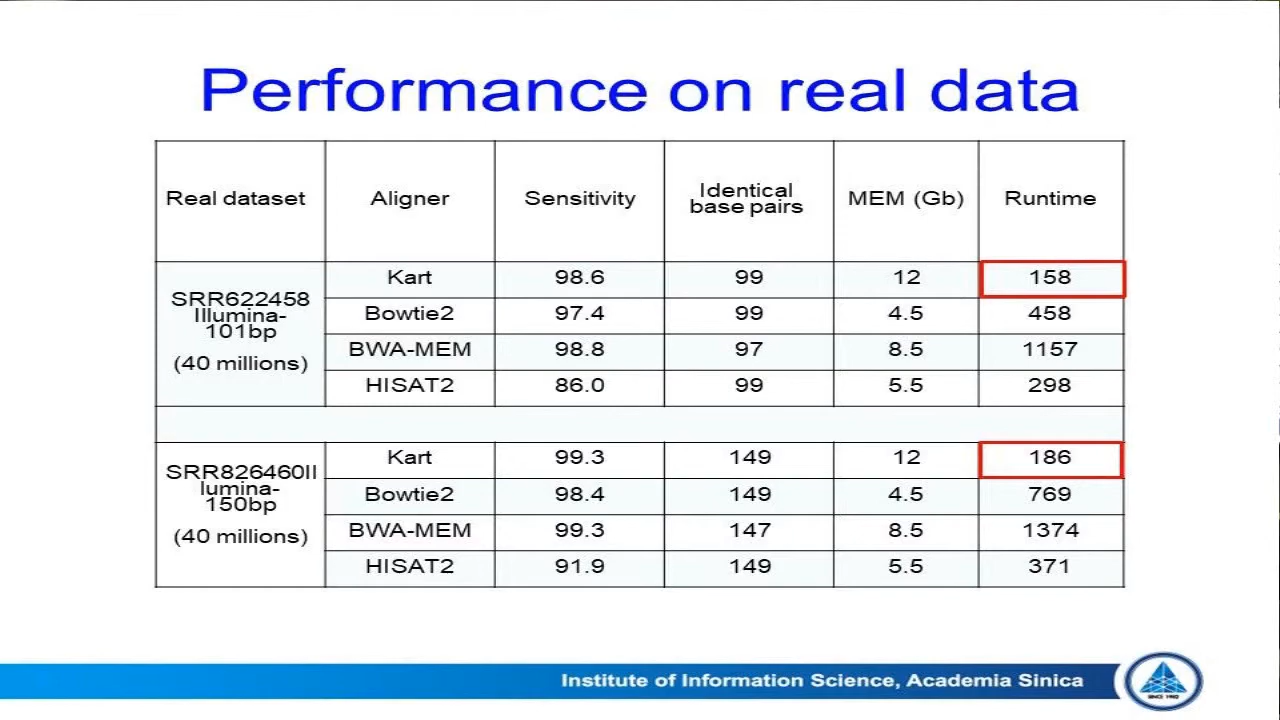 Performance on real data
Real dataset Aligner Sensitivity Identical base pairs MEM (Gb) Runtime
SRR622458
Illumina-
101bp
(40 millions)
Kart 98.6 99 12 158
Bowtie2 97.4 99 4.5 458
BWA-MEM 98.8 97 8.5 1157
HISAT2 86.0 99 5.5 298
SRR826460II
lumina-
150bp
(40 millions)
Kart 99.3 149 12 186
Bowtie2 98.4 149 4.5 769
BWA-MEM 99.3 147 8.5 1374
HISAT2 91.9 149 5.5 371
Institute of Information Science, Academia Sinica
SINCE 1982